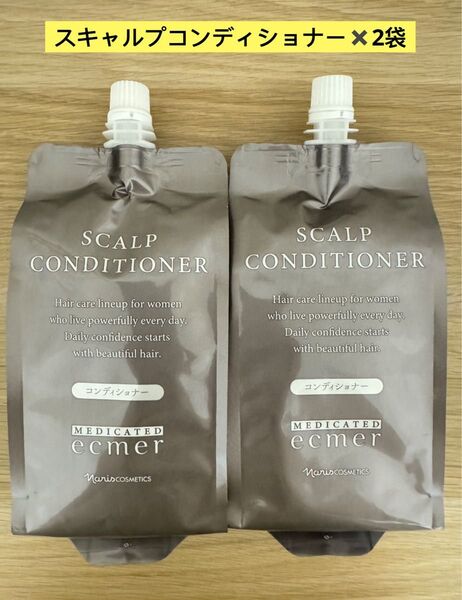 スキャルプコンディショナー✖2袋
SCALP
CONDITIONER
Hair care lineup for women
who live powerfully every day.
Daily confidence starts
with beautiful hair.
コンディショナー
MEDICATED
ecmer
naris COSMETICS
SCALP
CONDITIONER
Hair care lineup for women
who live powerfully every day.
Daily confidence starts
with beautiful hair.
コンディショナー
MEDICATED
ecmer
naris COSMETICS